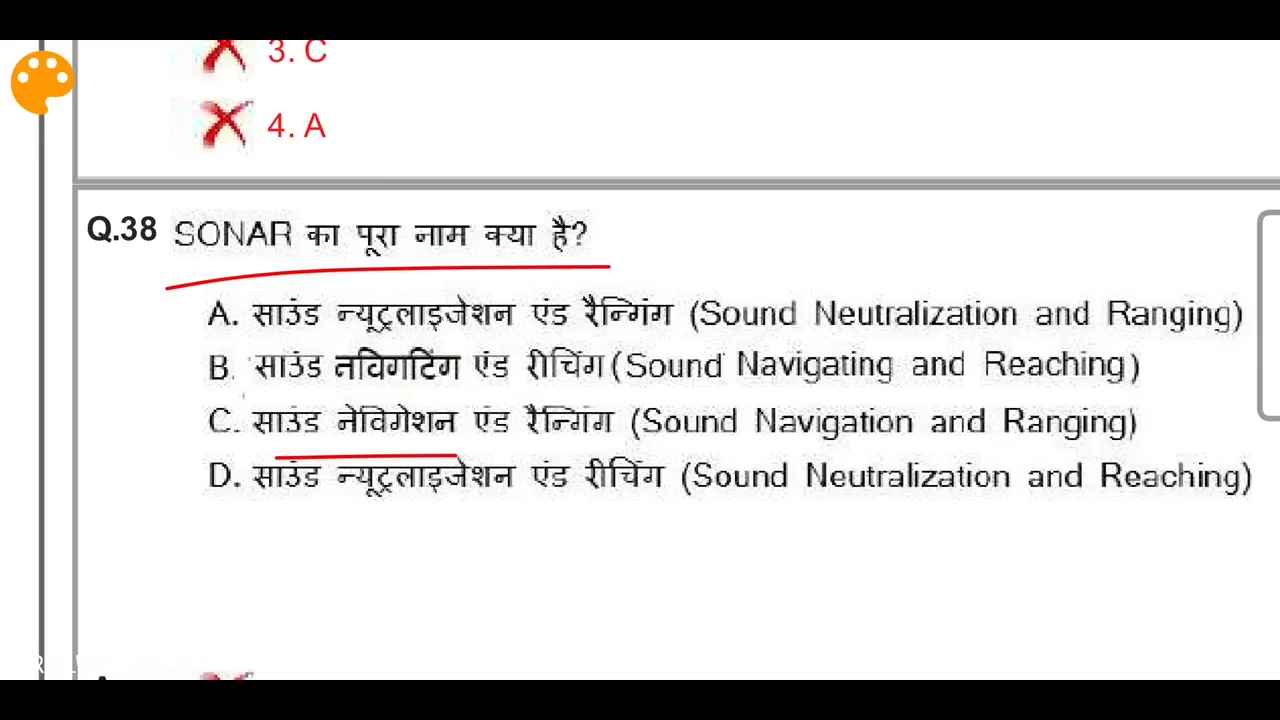 3. C
4. A
Q.38 SONAR का पूरा नाम क्या है?
A. साउंड न्यूट्रलाइजेशन एंड रैन्गिंग (Sound Neutralization and Ranging)
B. साउंड नविगटिंग एंड रीचिंग (Sound Navigating and Reaching)
C. साउंड नेविगेशन एंड रैन्गिंग (Sound Navigation and Ranging)
D. साउंड न्यूट्रलाइजेशन एंड रीचिंग (Sound Neutralization and Reaching)